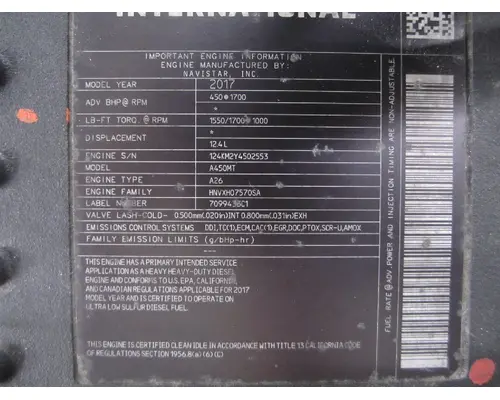 INTERNATIONAL
IMPORTANT ENGINE INFORMATION
ENGINE MANUFACTURED BY:
NAVISTAR, INC.
MODEL YEAR 2017
*
ADV BHP@ RPM 450@1700
*
LB-FT TORQ. @ RPM 1550/1700@1000
*
DISPLACEMENT 12.4L
ENGINE S/N 124KM2Y4502553
MODEL A450MT
ENGINE TYPE A26
ENGINE FAMILY HNVXH07570SA
LABEL NUMBER 7099436C1
VALVE LASH-COLD- 0.500mm(.020in)INT 0.800mm(.031in)EXH
EMISSIONS CONTROL SYSTEMS DDI,TC(1),ECM,CAC(1),EGR,DOC,PTOX,SCR-U,AMOX
FAMILY EMISSION LIMITS (g/bHp-hr)
THIS ENGINE HAS A PRIMARY INTENDED SERVICE
APPLICATION AS A HEAVY HEAVY-DUTY DIESEL
ENGINE AND CONFORMS TO U.S. EPA, CALIFORNIA,
AND CANADIAN REGULATIONS APPLICABLE FOR 2017
MODEL YEAR AND IS CERTIFIED TO OPERATE ON
ULTRA LOW SULFUR DIESEL FUEL.
THIS ENGINE IS CERTIFIED CLEAN IDLE IN ACCORDANCE WITH TITLE 13 CALIFORNIA CODE
OF REGULATIONS SECTION 1956.8(a)(6)(C)
FUEL RATE @ ADV. POWER AND INJECTION TIMING ARE NON-ADJUSTABLE.